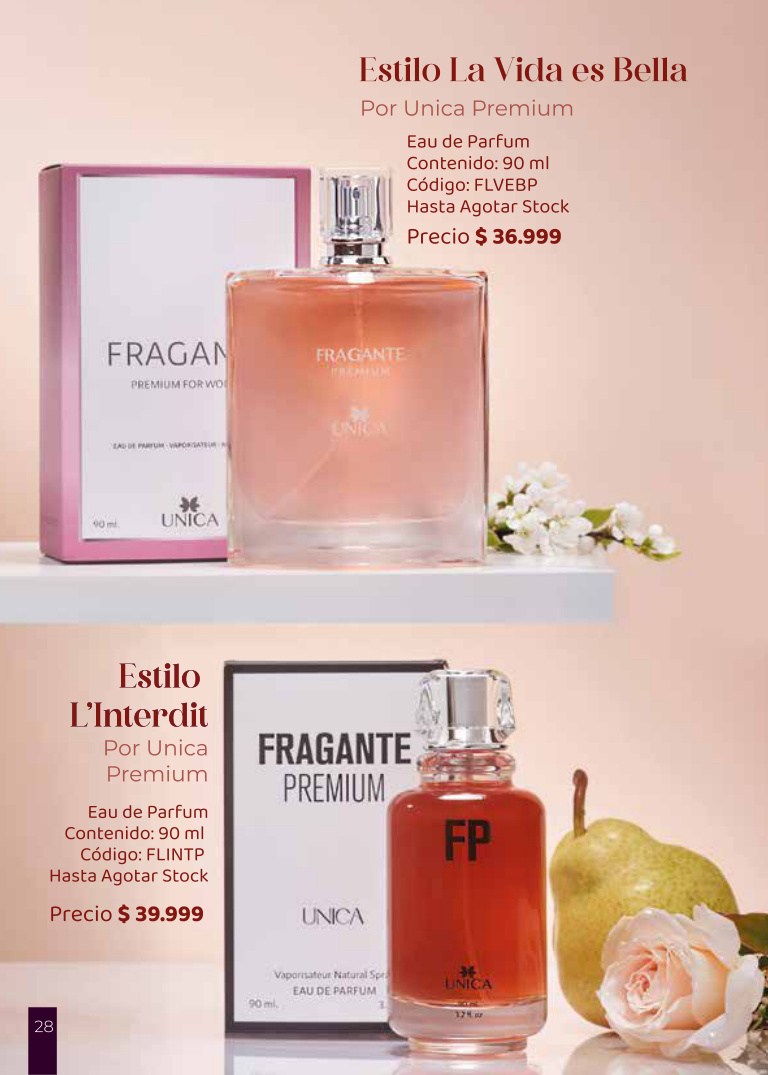 Estilo La Vida es Bella
Por Unica Premium
Eau de Parfum
Contenido: 90 ml
Código: FLVEBP
Hasta Agotar Stock
Precio $ 36.999
FRAGAN
PREMIUM FOR WO
EAU DE PARFUM - VAPORISATEUR -
90 ml.
UNICA
FRAGANTE
PREMIUM
UNICA
Estilo
L'Interdit
Por Unica
Premium
Eau de Parfum
Contenido: 90 ml
Código: FLINTP
Hasta Agotar Stock
Precio $ 39.999
FRAGANTE
PREMIUM
UNICA
Vaporisateur Natural Spr
EAU DE PARFUM
90 ml.
3.
FP
UNICA
90 ml.
28